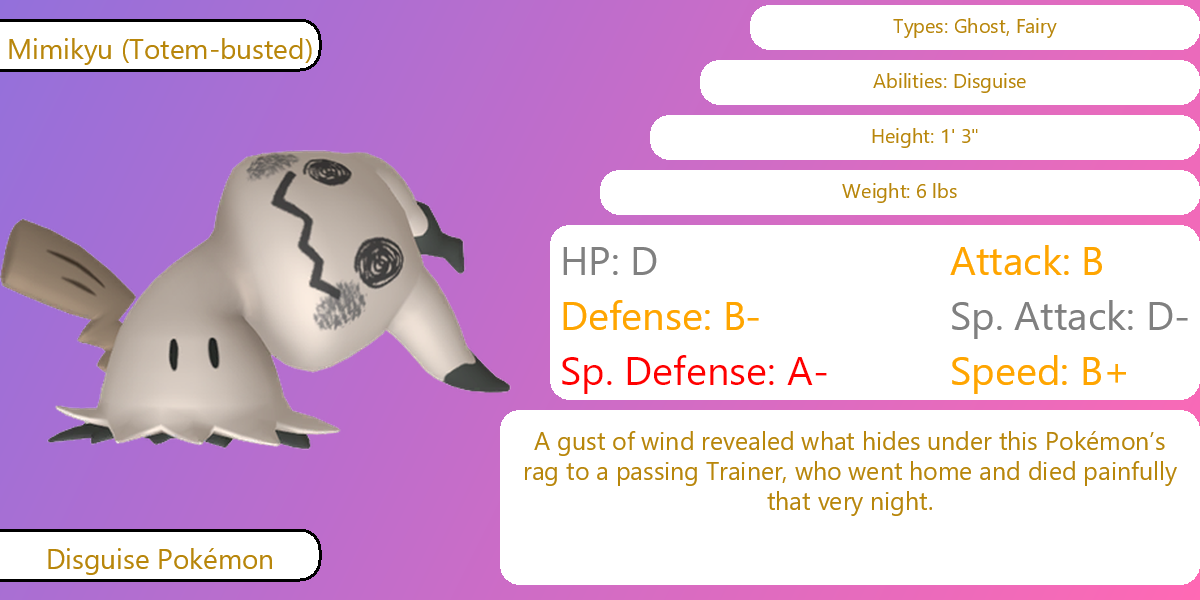 Mimikyu (Totem-busted)
Types: Ghost, Fairy
Abilities: Disguise
Height: 1' 3"
Weight: 6 lbs
HP: D
Attack: B
Defense: B-
Sp. Attack: D-
Sp. Defense: A-
Speed: B+
A gust of wind revealed what hides under this Pokémon’s
rag to a passing Trainer, who went home and died painfully
that very night.
Disguise Pokémon